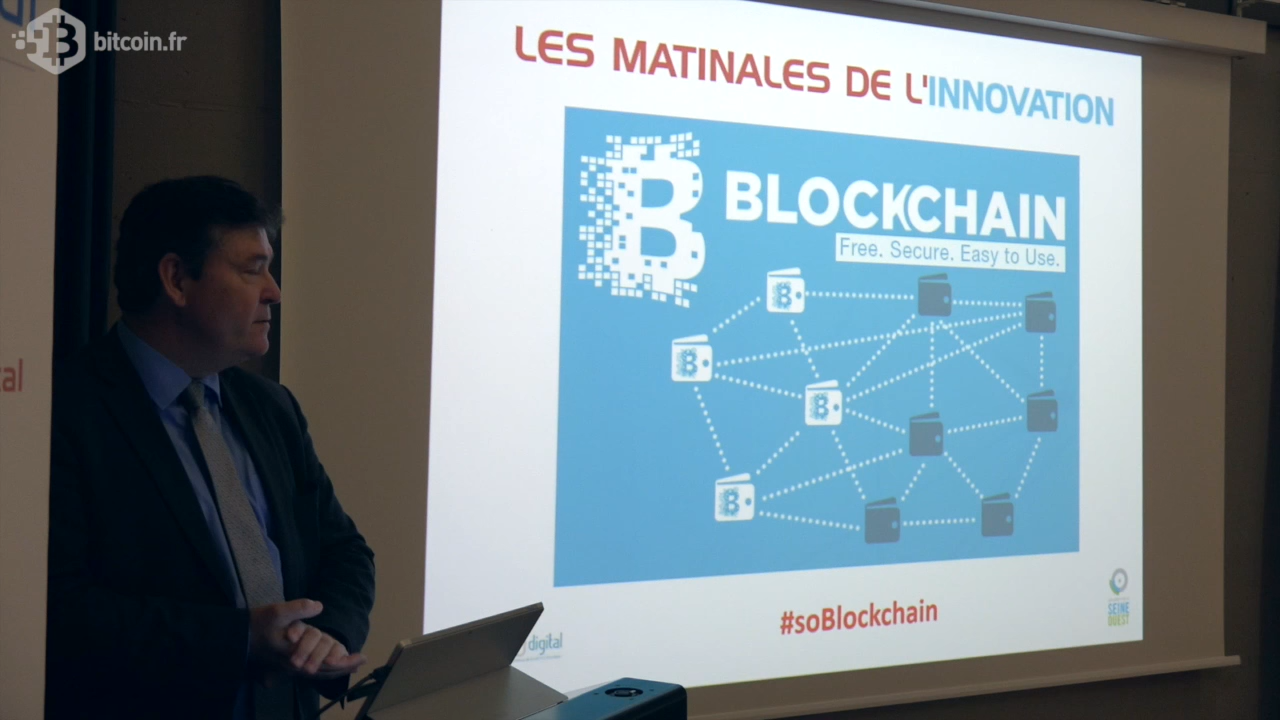 bitcoin.fr
LES MATINALES DE L'INNOVATION
BLOCKCHAIN
Free. Secure. Easy to Use.
#soBlockchain
digital
SEINE
OUEST
al